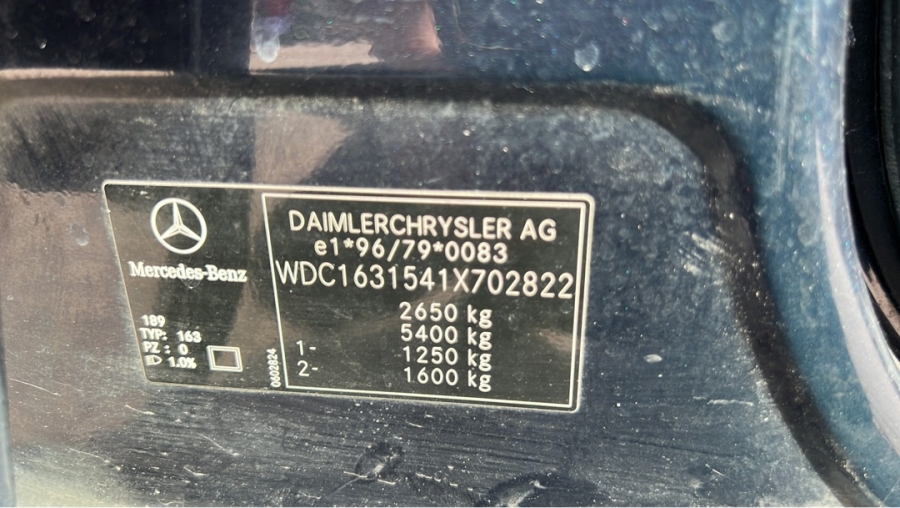 Mercedes-Benz
189
TYP: 163
PZ : 0
1.0%
0602824
DAIMLERCHRYSLER AG
e1*96/79*0083
WDC1631541X702822
2650 kg
5400 kg
1- 1250 kg
2- 1600 kg